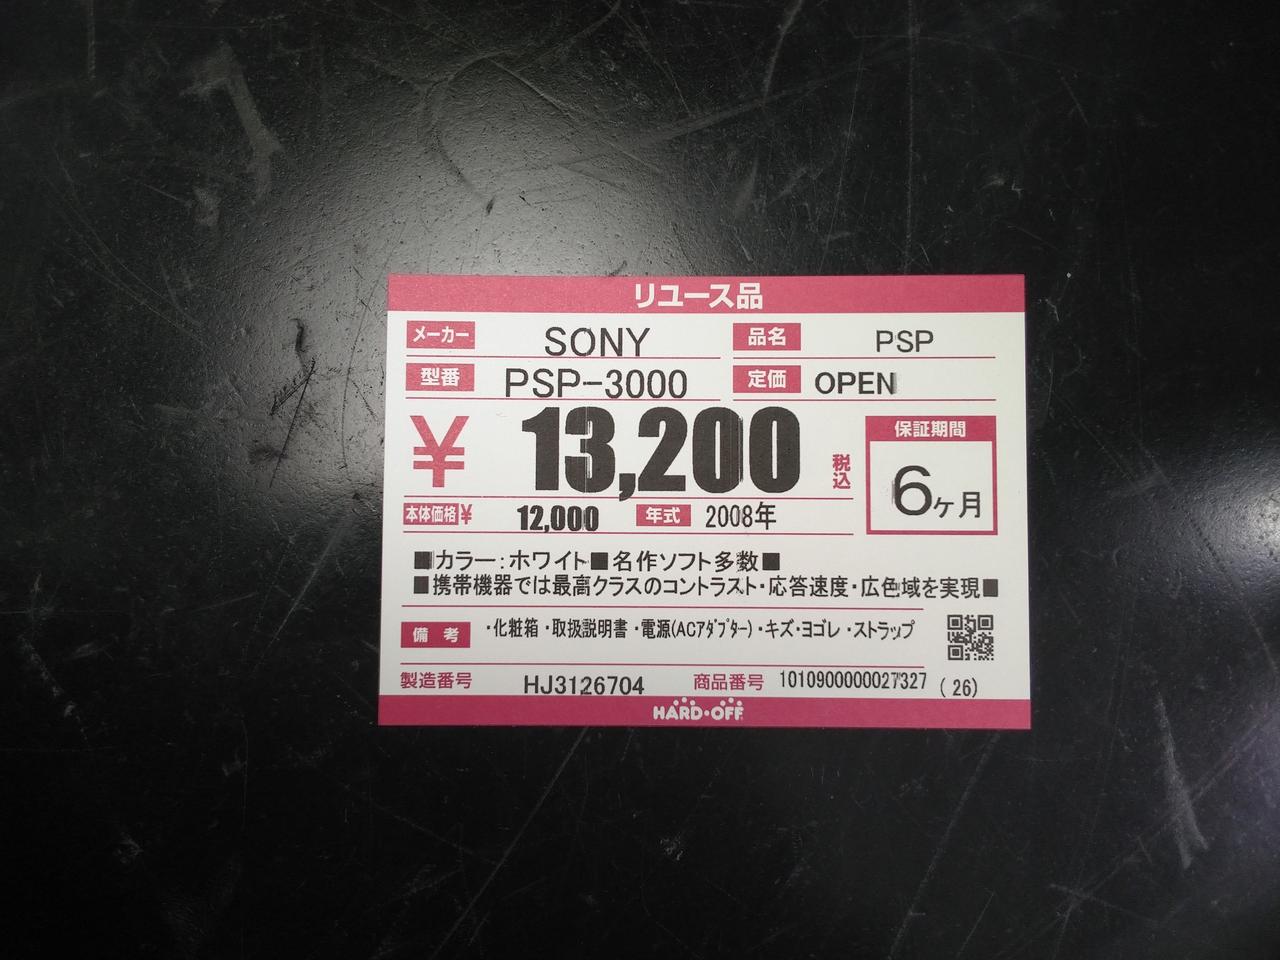 リユース品
メーカー SONY 品名 PSP
型番 PSP-3000 定価 OPEN
¥ 13,200 税込
保証期間
6ヶ月
本体価格¥ 12,000 年式 2008年
■カラー:ホワイト■名作ソフト多数■
■携帯機器では最高クラスのコントラスト・応答速度・広色域を実現■
備考 ・化粧箱・取扱説明書・電源(ACアダプター)・キズ・ヨゴレ・ストラップ
製造番号 HJ3126704 商品番号 1010900000027327 (26)
HARD・OFF